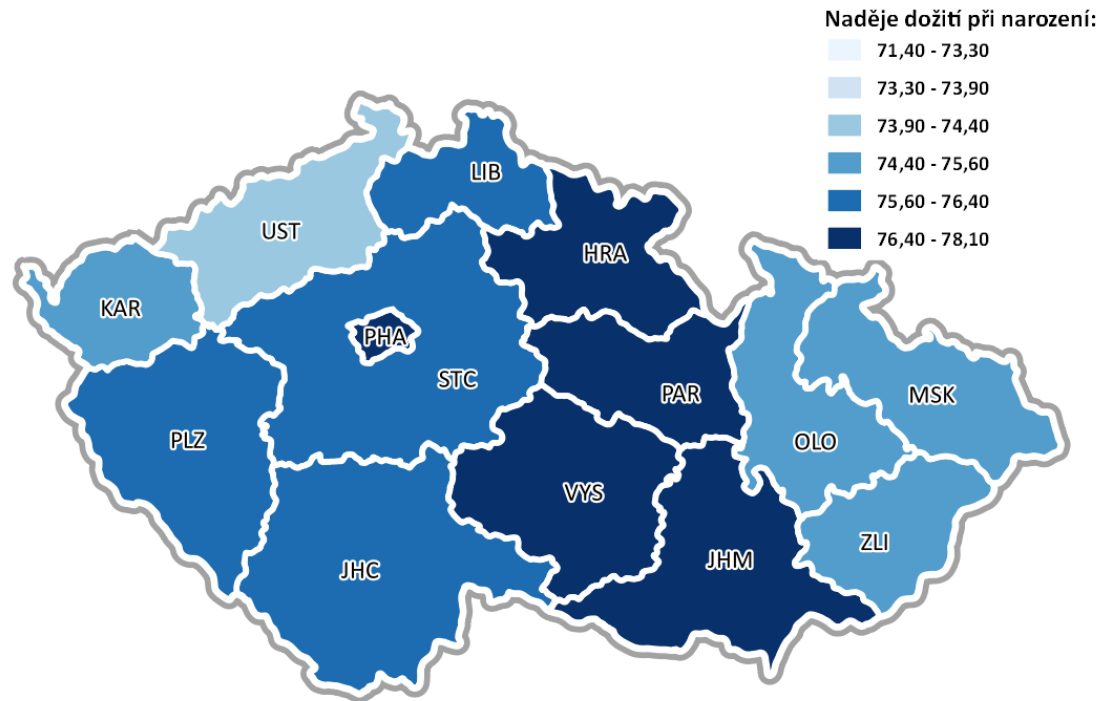 Naděje dožití při narození:
71,40 - 73,30
73,30 - 73,90
73,90 - 74,40
74,40 - 75,60
75,60 - 76,40
76,40 - 78,10
LIB
UST
HRA
KAR
PHA
STC
PAR
MSK
PLZ
OLO
VYS
ZLI
JHC
JHM